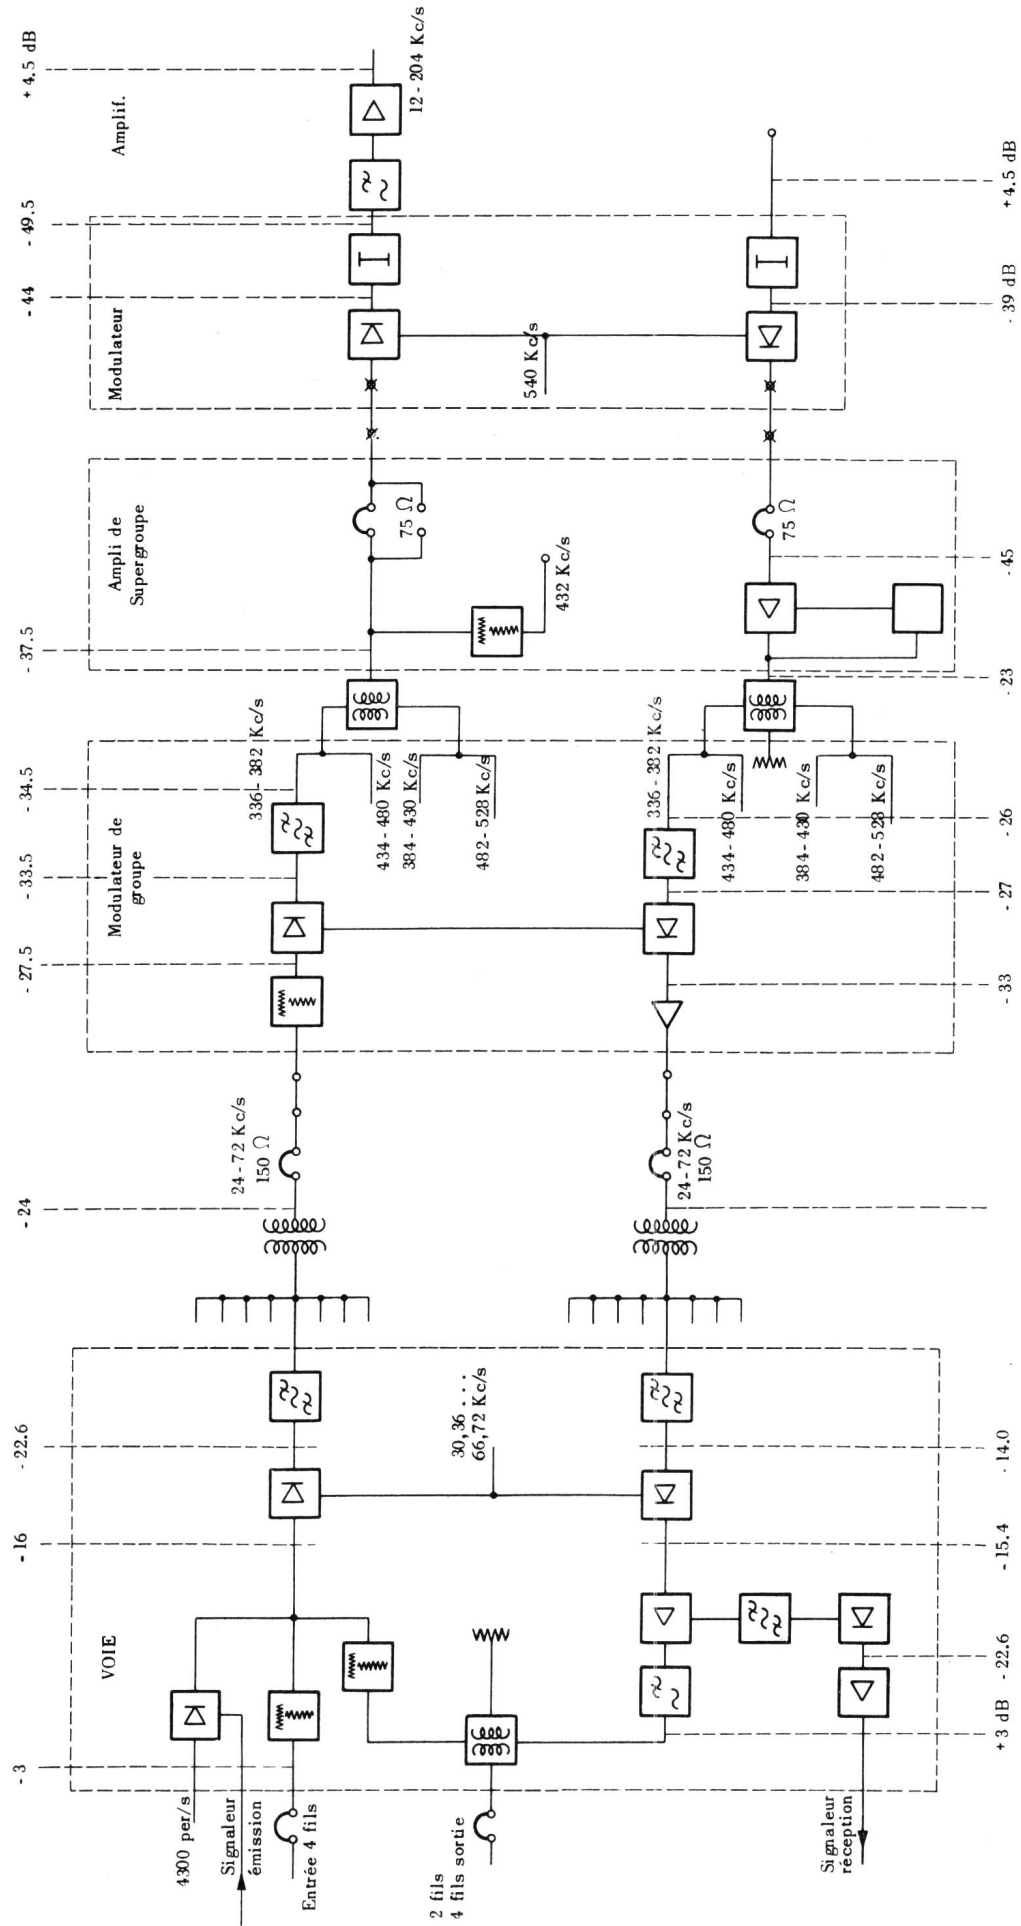 +4.5 dB
-49.5
-44
-37.5
-34.5
-33.5
-27.5
-24
-22.6
-16
-3
Amplif.
12-204 Kc/s
Modulateur
540 Kc/s
Ampli de
Supergroupe
75 Ω
432 Kc/s
75 Ω
Modulateur de
groupe
336-382 Kc/s
434-480 Kc/s
384-430 Kc/s
482-528 Kc/s
336-382 Kc/s
434-480 Kc/s
384-430 Kc/s
482-528 Kc/s
24-72 Kc/s
150 Ω
24-72 Kc/s
150 Ω
VOIE
30,36 ...
66,72 Kc/s
4300 per/s
Signaleur
émission
Entrée 4 fils
2 fils
4 fils sortie
Signaleur
réception
+4.5 dB
-39 dB
-45
-23
-26
-27
-33
-14.0
-15.4
-22.6
+3 dB